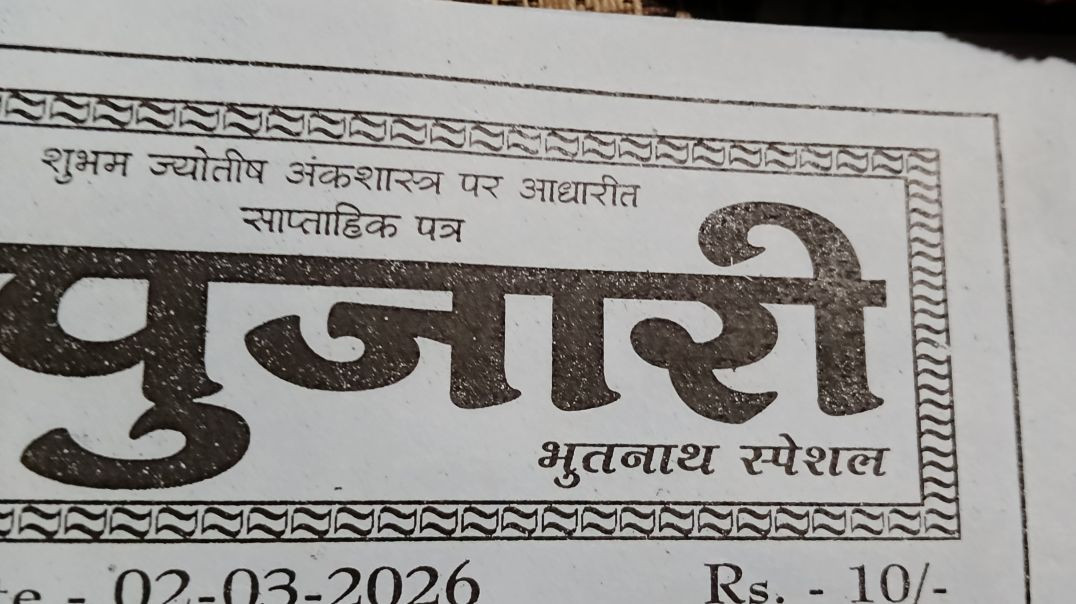 शुभम ज्योतीष अंकशास्त्र पर आधारीत
साप्ताहिक पत्र
पुजारी
भुतनाथ स्पेशल
- 02-03-2026 Rs. - 10/-